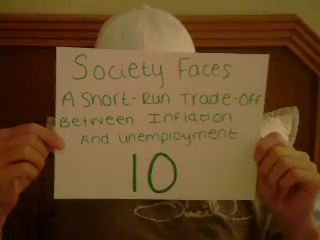 Society Faces
A Short-Run Trade-Off
Between Inflation
And unemployment
10